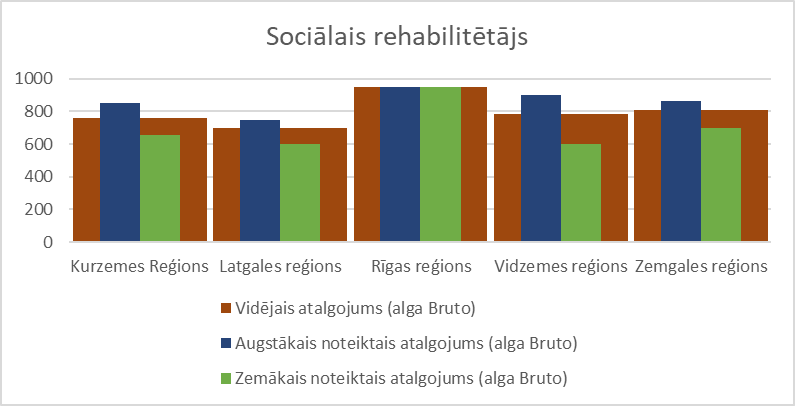 Sociālais rehabilitētājs
1000
800
600
400
200
0
Kurzemes Reģions Latgales reģions Rīgas reģions Vidzemes reģions Zemgales reģions
Vidējais atalgojums (alga Bruto)
Augstākais noteiktais atalgojums (alga Bruto)
Zemākais noteiktais atalgojums (alga Bruto)